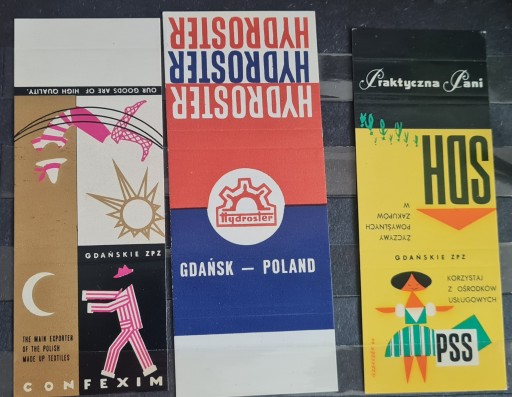 OUR GOODS ARE OF HIGH QUALITY,
GDAŃSKIE ZPZ
THE MAIN EXPORTER
OF THE POLISH
MADE UP TEXTILES
CONFEXIM
HYDROSTER
HYDROSTER
HYDROSTER
Hydroster
GDAŃSK — POLAND
Praktyczna Pani
SDH
ŻYCZYMY
POMYŚLNYCH
ZAKUPÓW
W
GDAŃSKIE ZPZ
KORZYSTAJ
Z OŚRODKÓW
USŁUGOWYCH
PSS